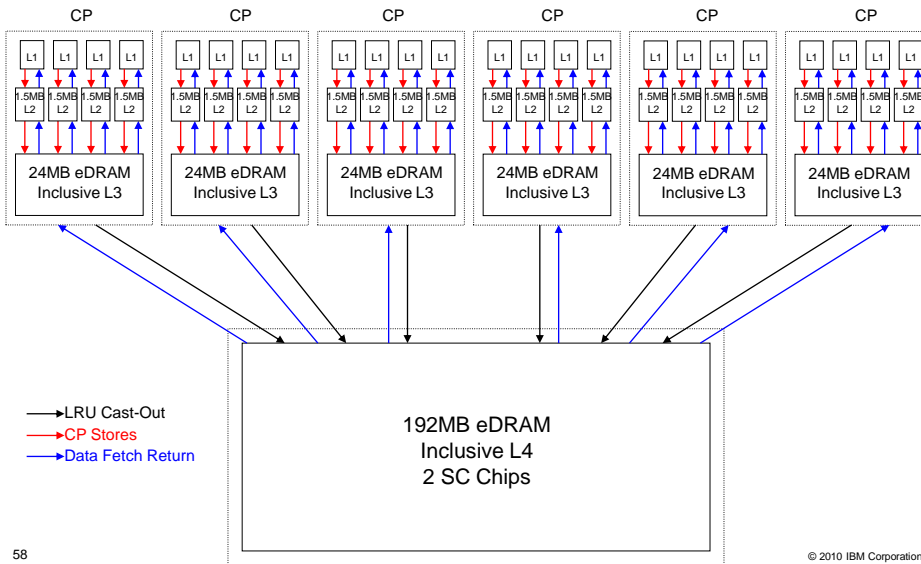 CP CP CP CP CP CP
L1 L1 L1 L1 L1 L1 L1 L1 L1 L1 L1 L1 L1 L1 L1 L1 L1 L1 L1 L1 L1 L1 L1 L1
1.5MB 1.5MB 1.5MB 1.5MB 1.5MB 1.5MB 1.5MB 1.5MB 1.5MB 1.5MB 1.5MB 1.5MB 1.5MB 1.5MB 1.5MB 1.5MB 1.5MB 1.5MB 1.5MB 1.5MB 1.5MB 1.5MB 1.5MB 1.5MB
L2 L2 L2 L2 L2 L2 L2 L2 L2 L2 L2 L2 L2 L2 L2 L2 L2 L2 L2 L2 L2 L2 L2 L2
24MB eDRAM 24MB eDRAM 24MB eDRAM 24MB eDRAM 24MB eDRAM 24MB eDRAM
Inclusive L3 Inclusive L3 Inclusive L3 Inclusive L3 Inclusive L3 Inclusive L3
192MB eDRAM
Inclusive L4
2 SC Chips
LRU Cast-Out
CP Stores
Data Fetch Return
58
© 2010 IBM Corporation